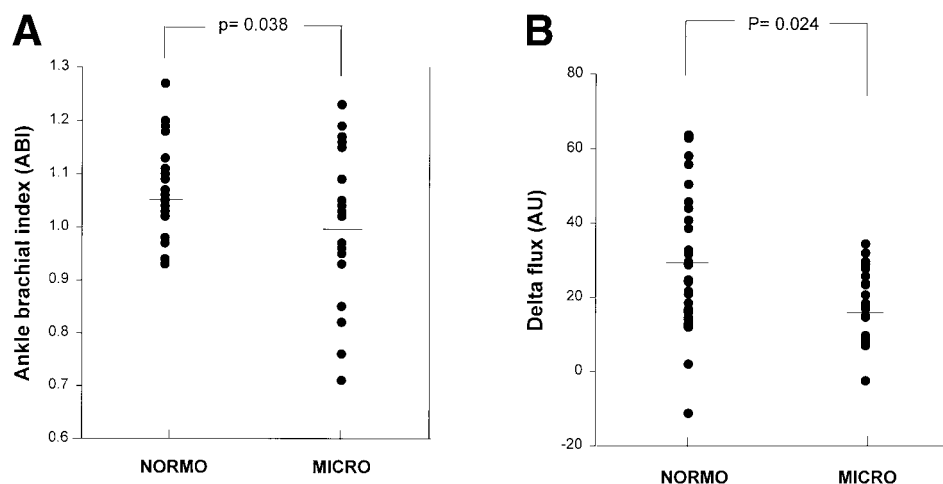 A
p= 0.038
Ankle brachial index (ABI)
1.3
1.2
1.1
1.0
0.9
0.8
0.7
0.6
NORMO
MICRO
B
P= 0.024
Delta flux (AU)
80
60
40
20
0
-20
NORMO
MICRO